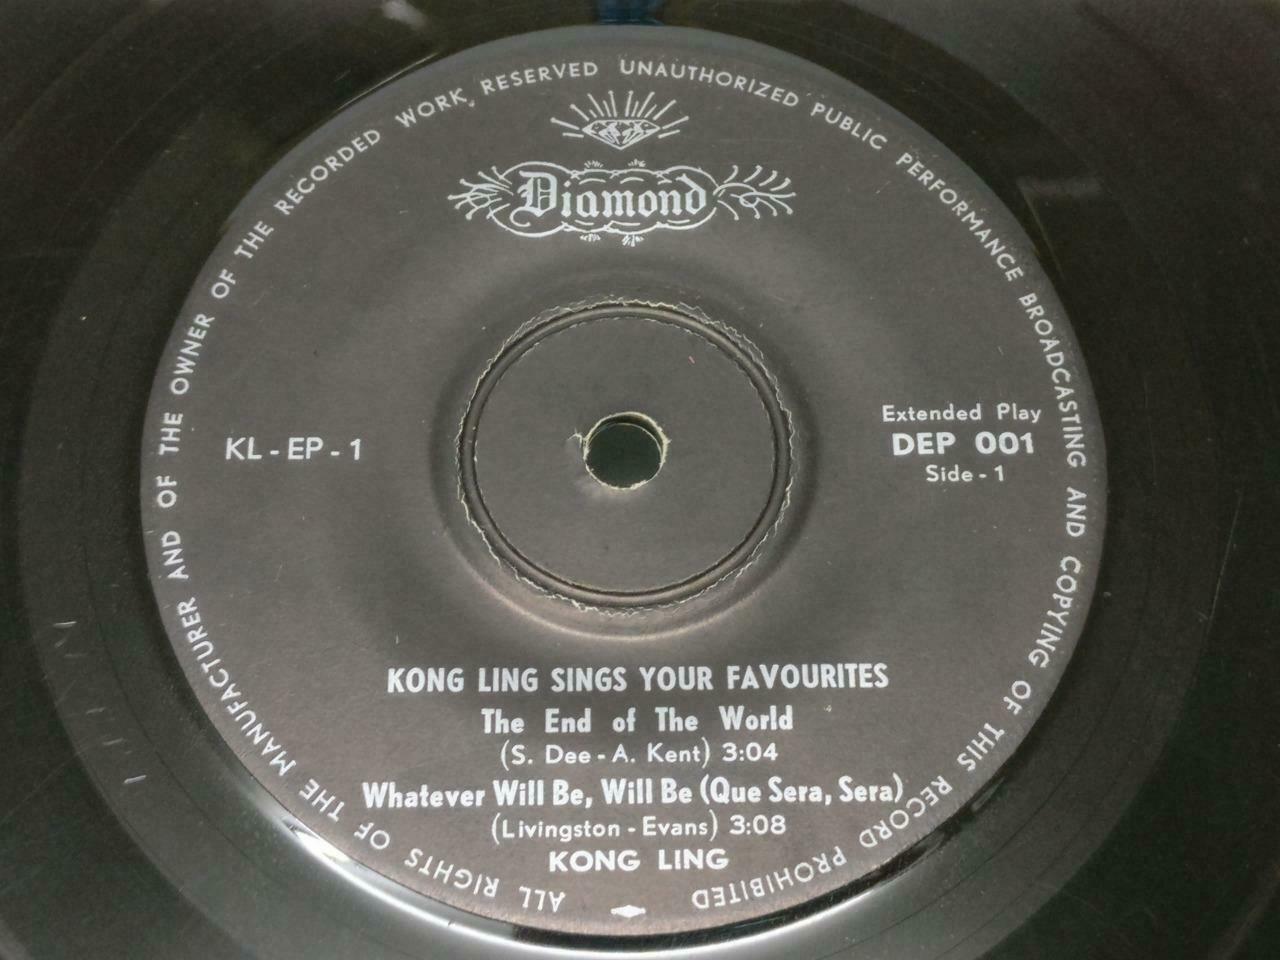 ALL RIGHTS OF THE MANUFACTURER AND OF THE OWNER OF THE RECORDED WORK, RESERVED UNAUTHORIZED PUBLIC PERFORMANCE BROADCASTING AND COPYING OF THIS RECORD PROHIBITED
Diamond
KL - EP - 1
Extended Play
DEP 001
Side - 1
KONG LING SINGS YOUR FAVOURITES
The End of The World
(S. Dee - A. Kent) 3:04
Whatever Will Be, Will Be (Que Sera, Sera)
(Livingston - Evans) 3:08
KONG LING